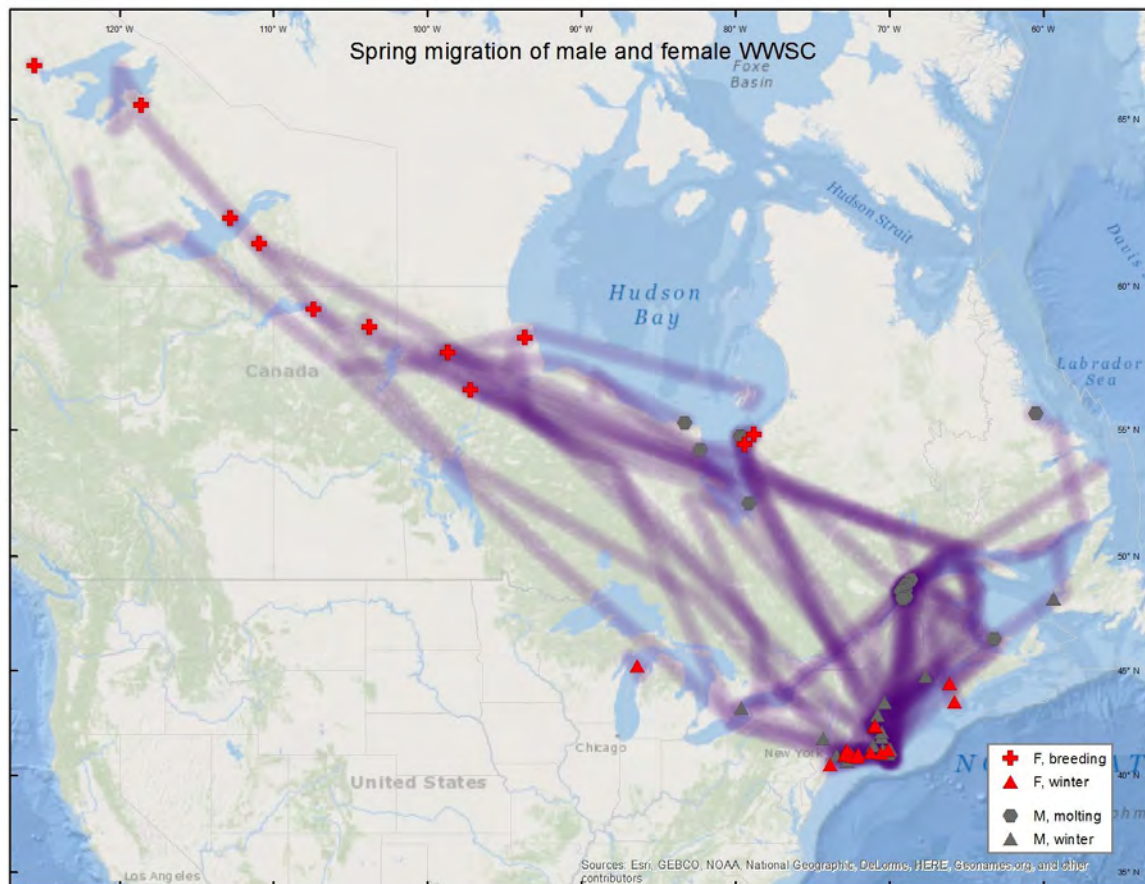 120° W 110° W 100° W 90° W 80° W 70° W 60° W
Spring migration of male and female WWSC
Foxe
Basin
65° N
Hudson Strait
Davis
60° N
Hudson
Bay
Canada
Labrador
Sea
55° N
50° N
45° N
Chicago
New York
United States
40° N
F, breeding
F, winter
M, molting
M, winter
Los Angeles
Sources: Esri, GEBCO, NOAA, National Geographic, DeLorme, HERE, Geonames.org, and other
contributors
35° N